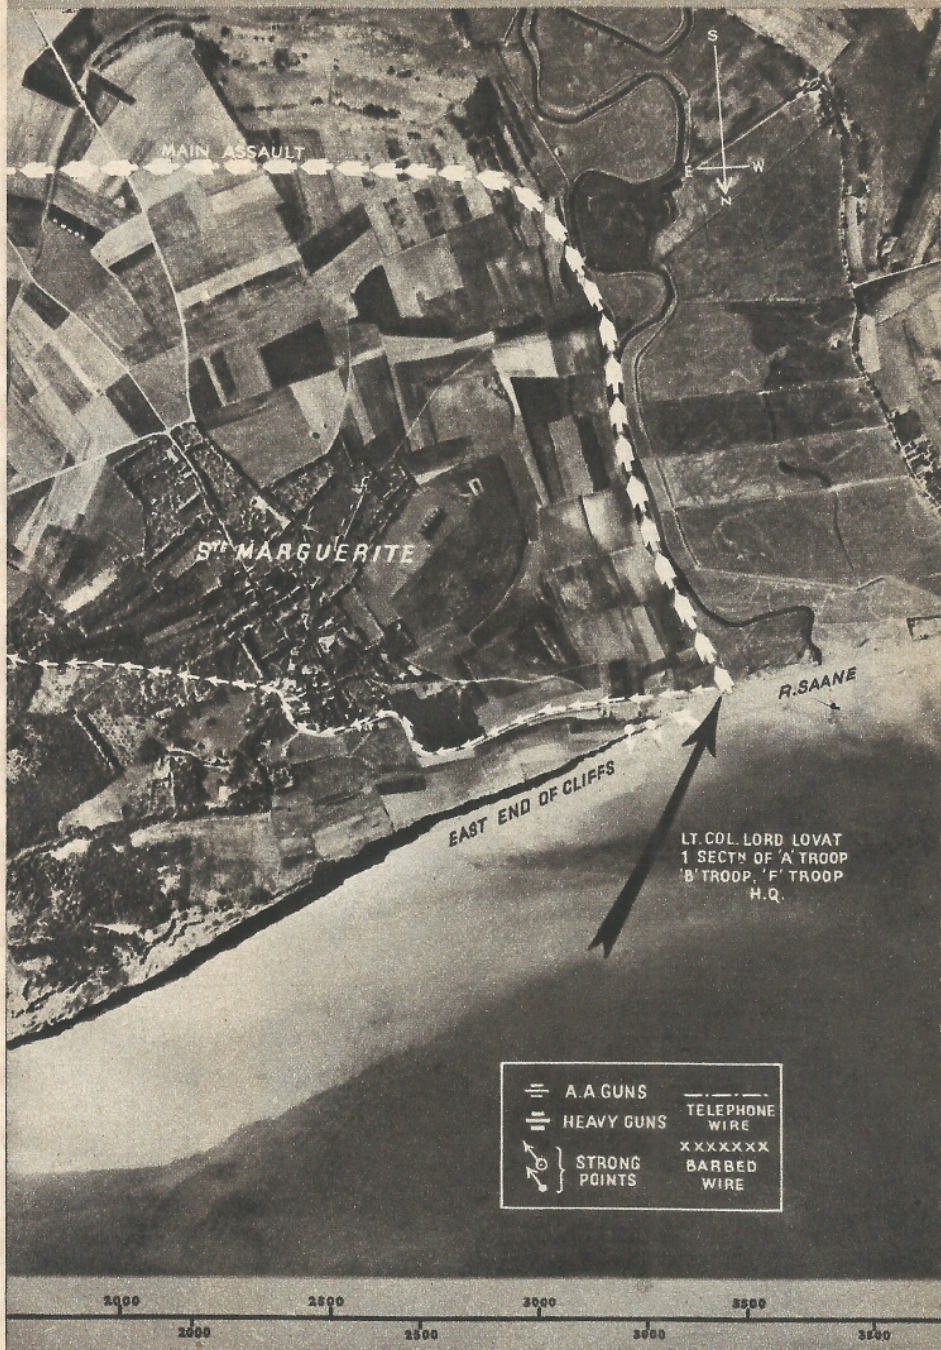 S
MAIN ASSAULT
E W
N
STE MARGUERITE
R. SAANE
EAST END OF CLIFFS
LT. COL. LORD LOVAT
1 SECTN OF 'A' TROOP
'B' TROOP, 'F' TROOP
H.Q.
A.A GUNS
HEAVY GUNS
STRONG
POINTS
TELEPHONE
WIRE
XXXXXXX
BARBED
WIRE
2000 2500 3000 3500
2000 2500 3000 3500